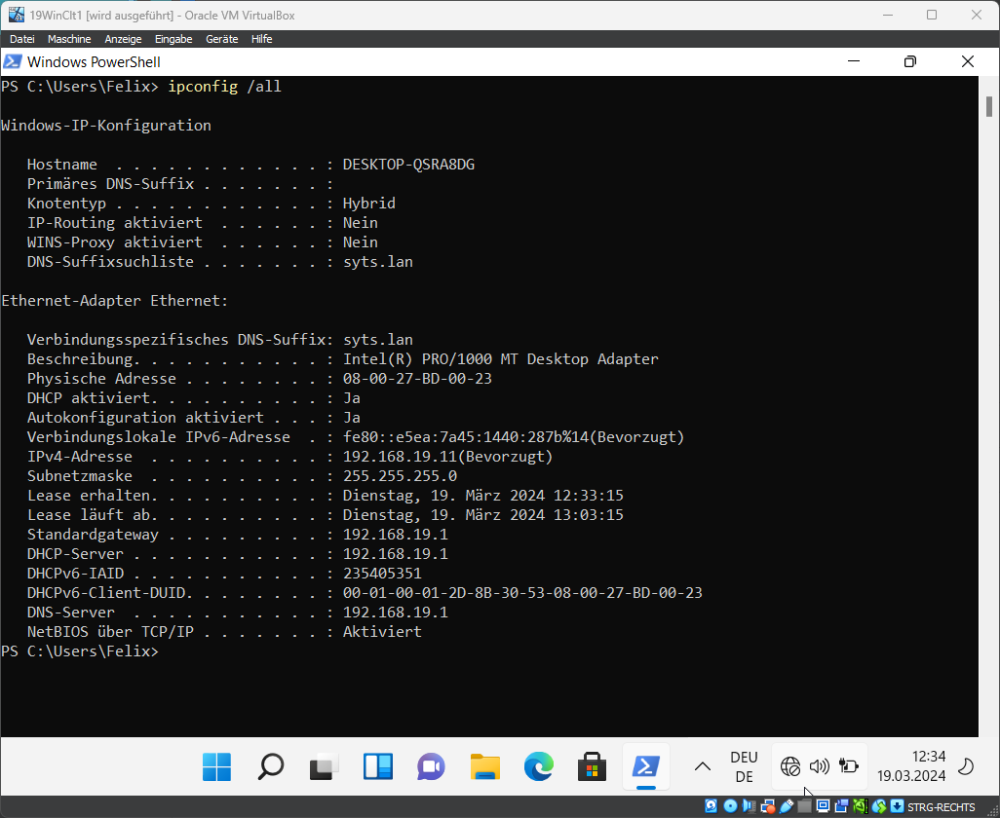 19WinClt1 [wird ausgeführt] - Oracle VM VirtualBox
Datei Maschine Anzeige Eingabe Geräte Hilfe
Windows PowerShell
PS C:\Users\Felix> ipconfig /all
Windows-IP-Konfiguration
Hostname . . . . . . . . . . . . : DESKTOP-QSRA8DG
Primäres DNS-Suffix . . . . . . . :
Knotentyp . . . . . . . . . . . . : Hybrid
IP-Routing aktiviert . . . . . . : Nein
WINS-Proxy aktiviert . . . . . . : Nein
DNS-Suffixsuchliste . . . . . . . : syts.lan
Ethernet-Adapter Ethernet:
Verbindungsspezifisches DNS-Suffix: syts.lan
Beschreibung. . . . . . . . . . . : Intel(R) PRO/1000 MT Desktop Adapter
Physische Adresse . . . . . . . . : 08-00-27-BD-00-23
DHCP aktiviert. . . . . . . . . . : Ja
Autokonfiguration aktiviert . . . : Ja
Verbindungslokale IPv6-Adresse . : fe80::e5ea:7a45:1440:287b%14(Bevorzugt)
IPv4-Adresse . . . . . . . . . . : 192.168.19.11(Bevorzugt)
Subnetzmaske . . . . . . . . . . : 255.255.255.0
Lease erhalten. . . . . . . . . . : Dienstag, 19. März 2024 12:33:15
Lease läuft ab. . . . . . . . . . : Dienstag, 19. März 2024 13:03:15
Standardgateway . . . . . . . . . : 192.168.19.1
DHCP-Server . . . . . . . . . . . : 192.168.19.1
DHCPv6-IAID . . . . . . . . . . . : 235405351
DHCPv6-Client-DUID. . . . . . . . : 00-01-00-01-2D-8B-30-53-08-00-27-BD-00-23
DNS-Server . . . . . . . . . . . : 192.168.19.1
NetBIOS über TCP/IP . . . . . . . : Aktiviert
PS C:\Users\Felix>
DEU
DE
12:34
19.03.2024
STRG-RECHTS